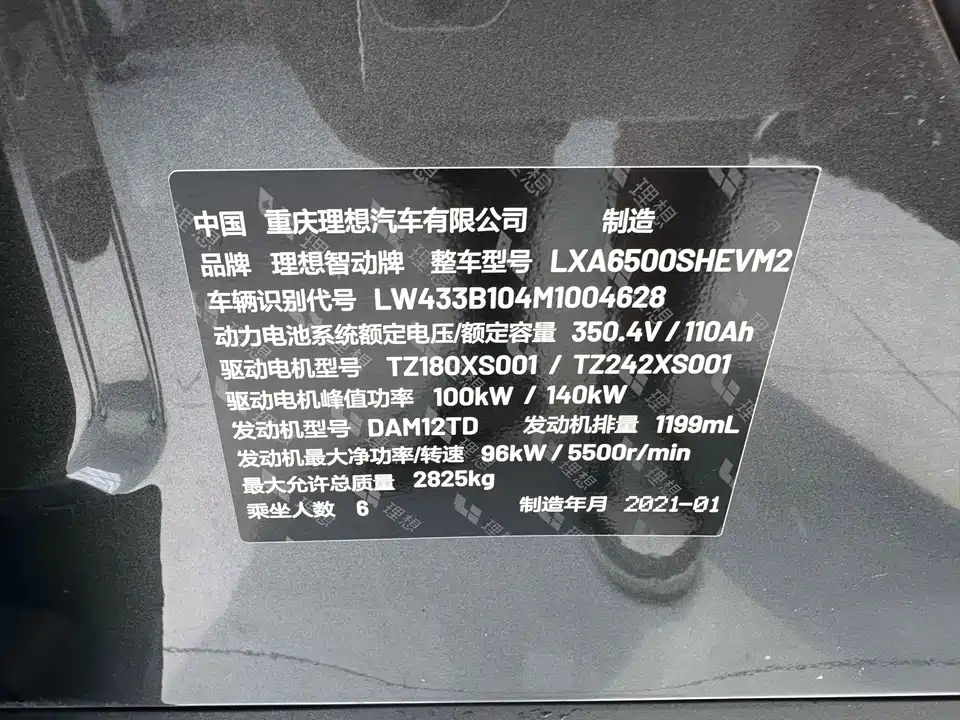 中国 重庆理想汽车有限公司 制造
品牌 理想智动牌 整车型号 LXA6500SHEVM2
车辆识别代号 LW433B104M1004628
动力电池系统额定电压/额定容量 350.4V / 110Ah
驱动电机型号 TZ180XS001 / TZ242XS001
驱动电机峰值功率 100kW / 140kW
发动机型号 DAM12TD 发动机排量 1199mL
发动机最大净功率/转速 96kW / 5500r/min
最大允许总质量 2825kg
乘坐人数 6 制造年月 2021-01